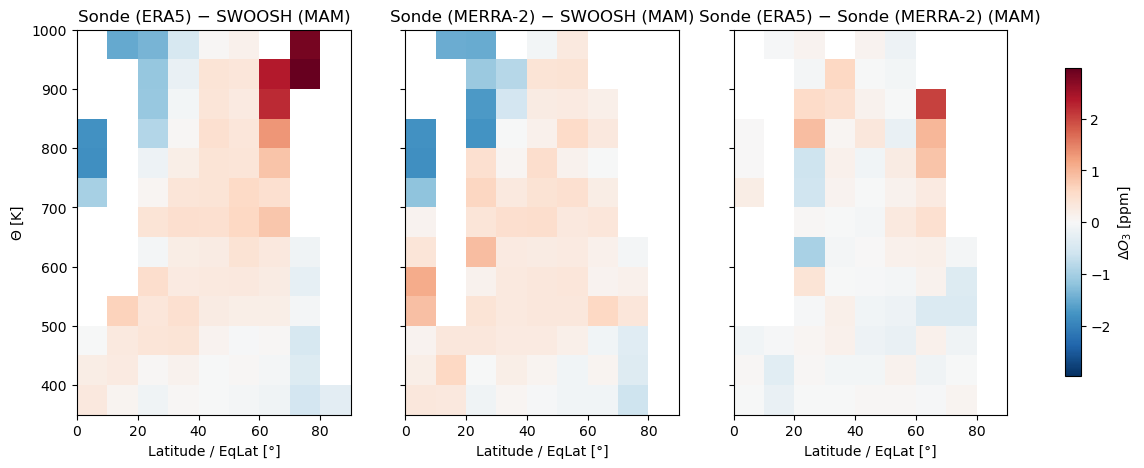 Sonde (ERA5) − SWOOSH (MAM)
Sonde (MERRA-2) − SWOOSH (MAM)
Sonde (ERA5) − Sonde (MERRA-2) (MAM)
1000
900
800
700
600
500
400
Θ [K]
0 20 40 60 80
0 20 40 60 80
0 20 40 60 80
Latitude / EqLat [°]
Latitude / EqLat [°]
Latitude / EqLat [°]
2
1
0
−1
−2
ΔO₃ [ppm]